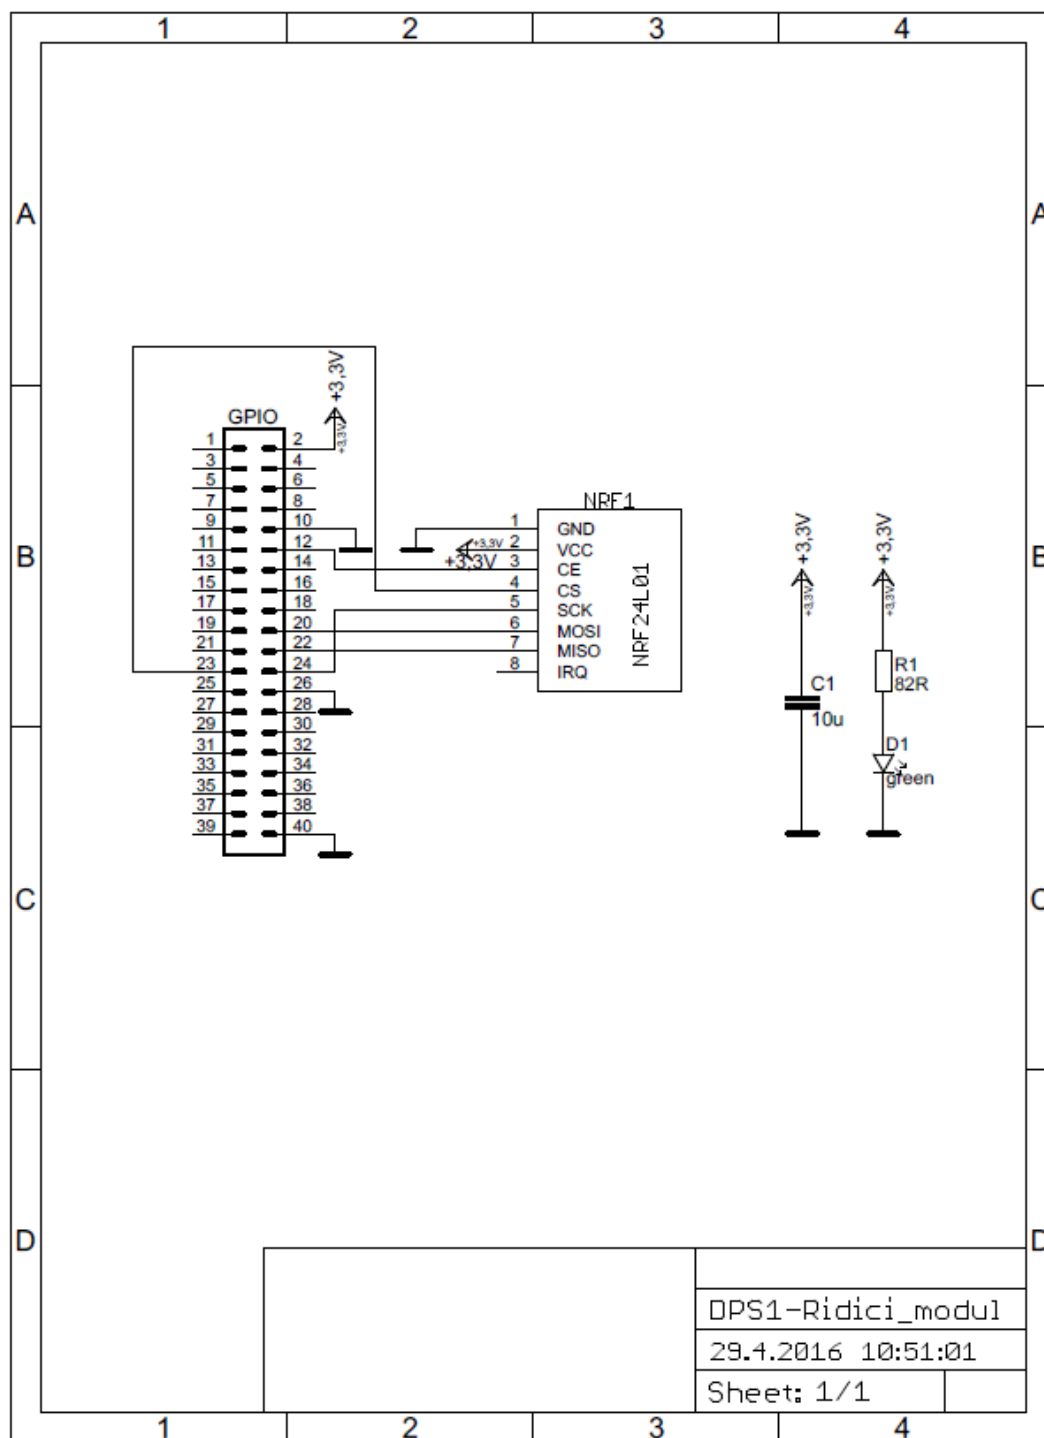 1 2 3 4
A A
+3,3V
+3,3V
GPIO
1 2
3 4
5 6
7 8
9 10
11 12
13 14
15 16
17 18
19 20
21 22
23 24
25 26
27 28
29 30
31 32
33 34
35 36
37 38
39 40
B B
NRF1
NRF24L01
1 GND
+3,3V
+3,3V
2 VCC
3 CE
4 CS
5 SCK
6 MOSI
7 MISO
8 IRQ
+3,3V
+3,3V
C1
10u
+3,3V
+3,3V
R1
82R
D1
green
C C
D D
DPS1-Ridici_modul
29.4.2016 10:51:01
Sheet: 1/1
1 2 3 4